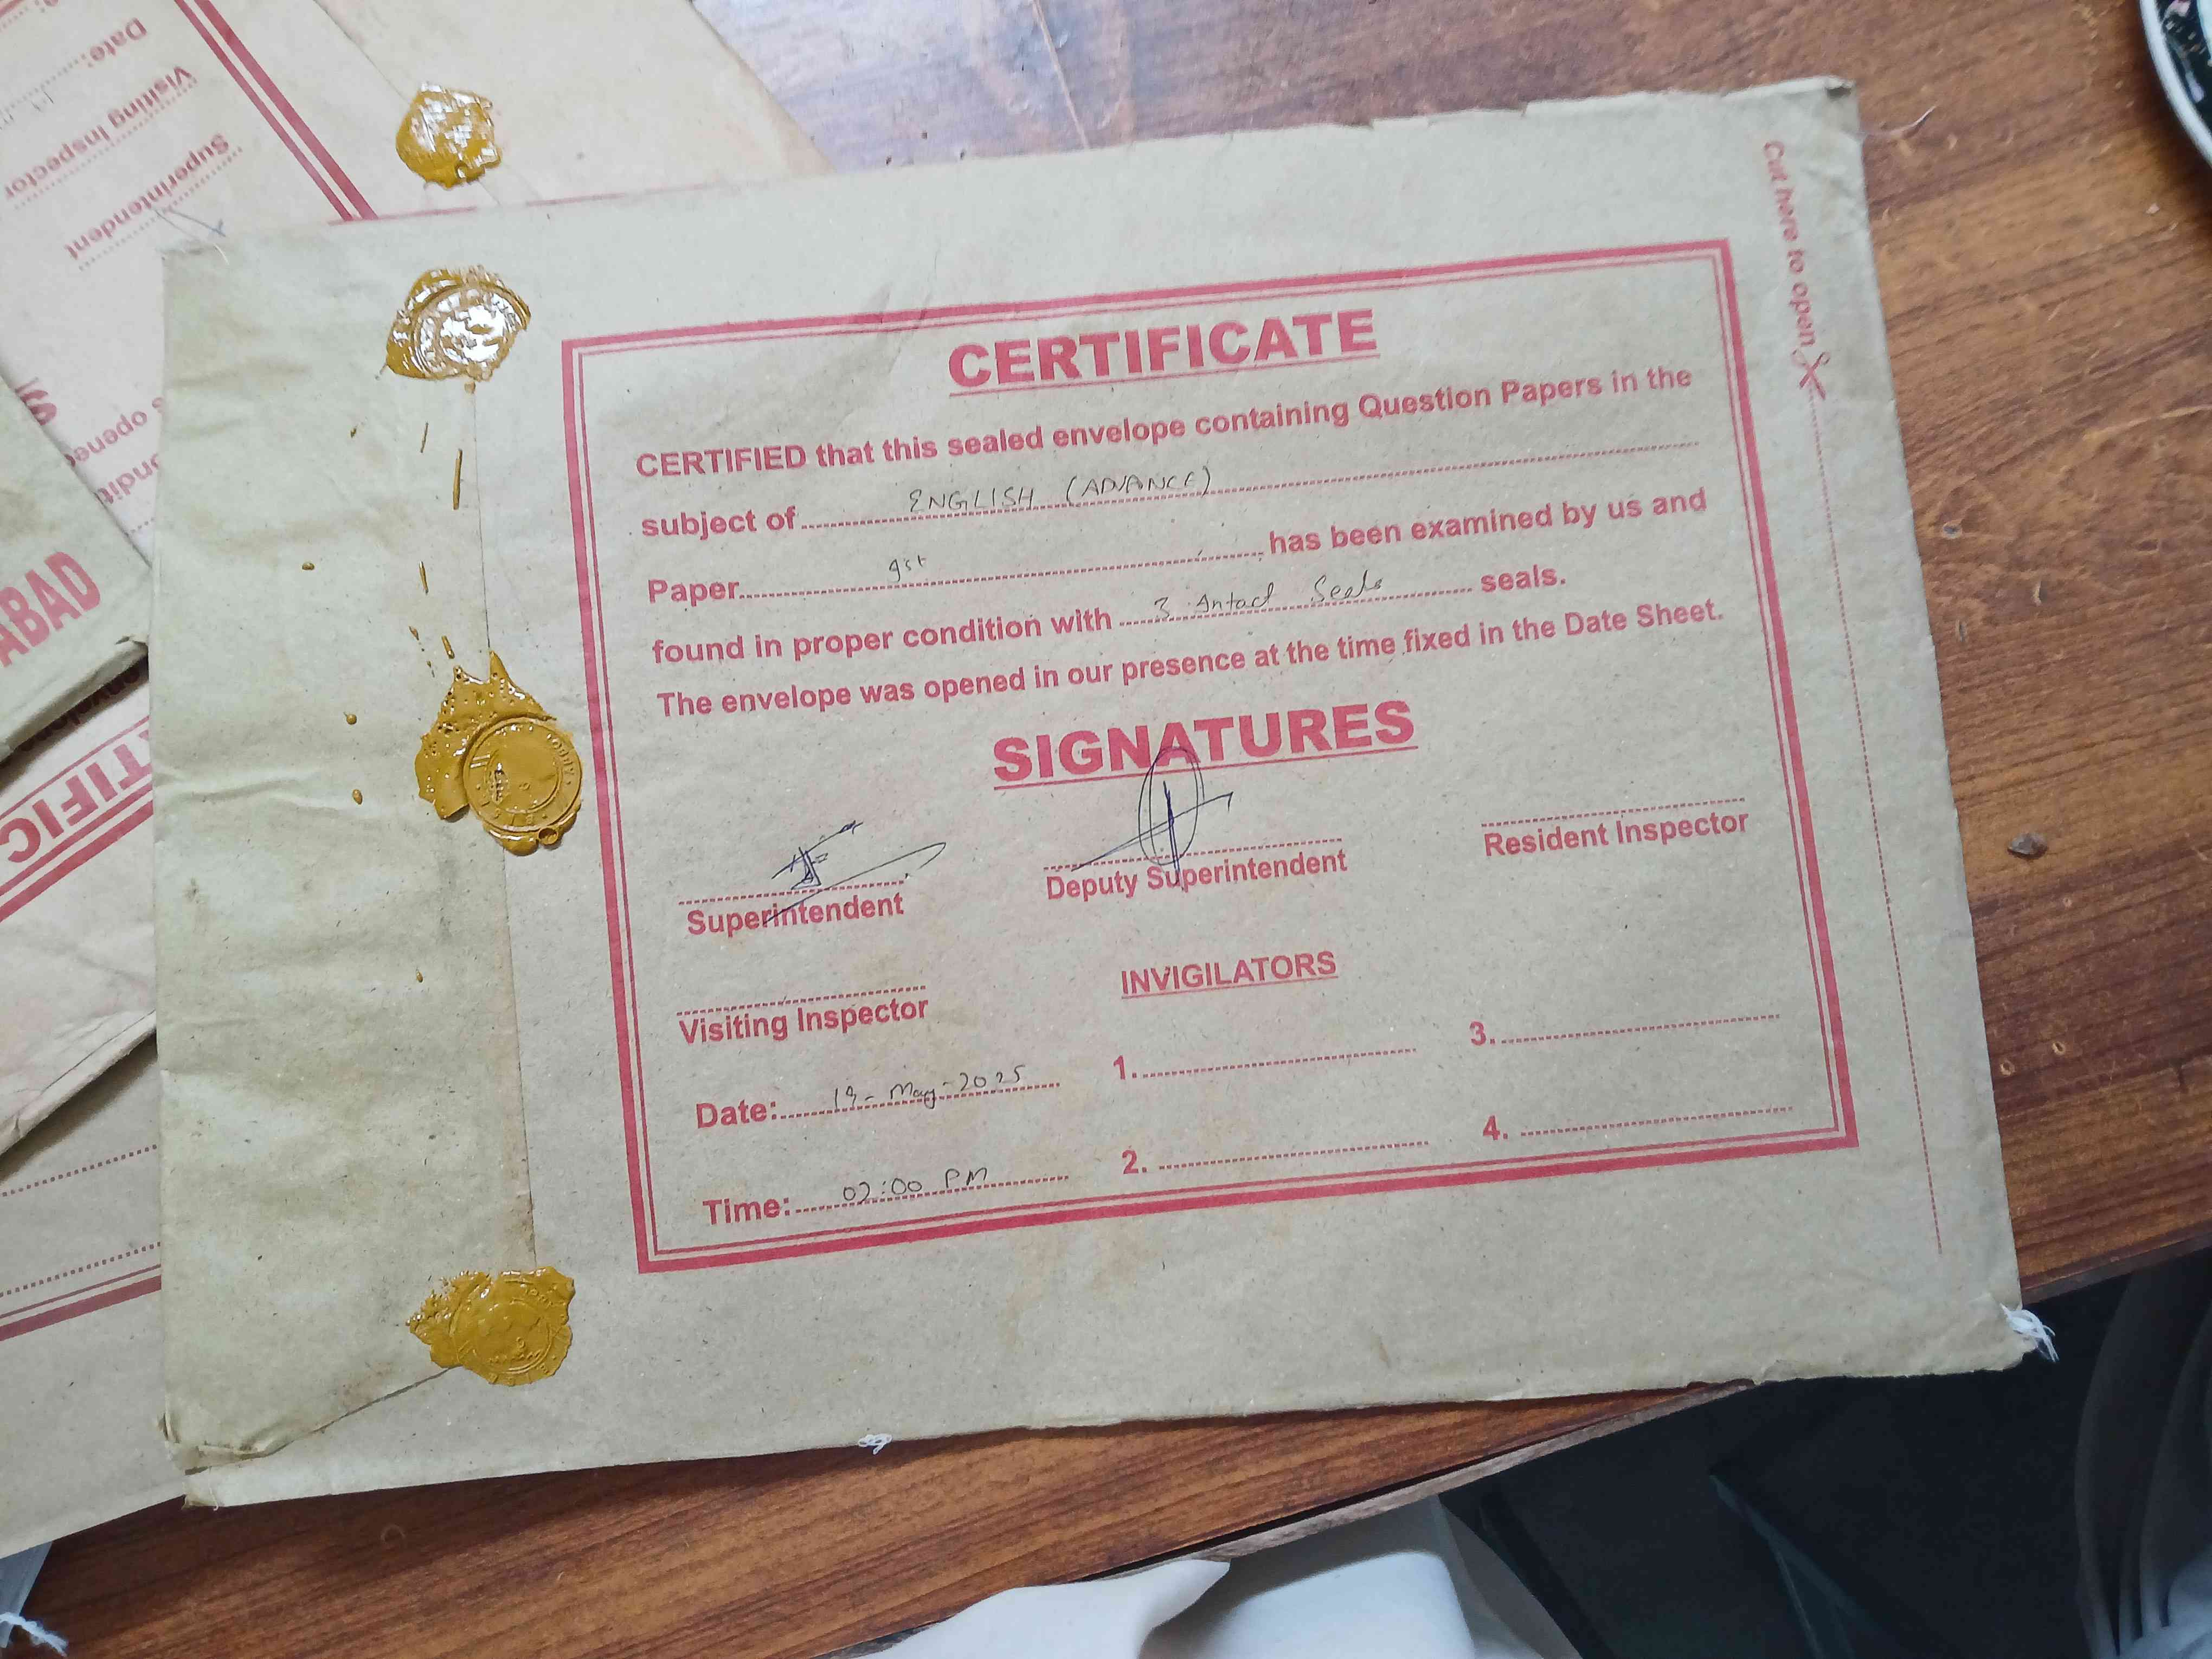 CERTIFICATE
CERTIFIED that this sealed envelope containing Question Papers in the
subject of ENGLISH (ADVANCE)
Paper gst has been examined by us and
found in proper condition with 3 Intact Seals seals.
The envelope was opened in our presence at the time fixed in the Date Sheet.
SIGNATURES
Superintendent
Deputy Superintendent
Resident Inspector
Visiting Inspector
INVIGILATORS
Date: 19-May-2025
1.
3.
Time: 02:00 PM
2.
4.
Cut here to open
Date:
Visiting Inspector
Superintendent
ABAD
TIFIC